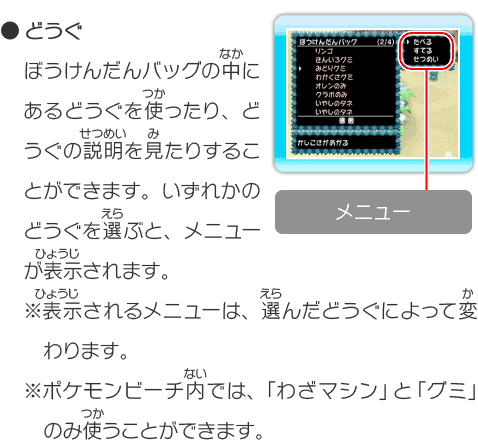 ● どうぐ
ぼうけんだんバッグの中に
あるどうぐを使ったり、ど
うぐの説明を見たりするこ
とができます。いずれかの
どうぐを選ぶと、メニュー
が表示されます。
※表示されるメニューは、選んだどうぐによって変
わります。
※ポケモンビーチ内では、「わざマシン」と「グミ」
のみ使うことができます。
ぼうけんだんバッグ (2/4)
リンゴ
きんいろグミ
みどりグミ
わかくさグミ
オレンのみ
クラボのみ
いやしのタネ
いやしのタネ
かしこさがあがる
たべる
すてる
せつめい
メニュー